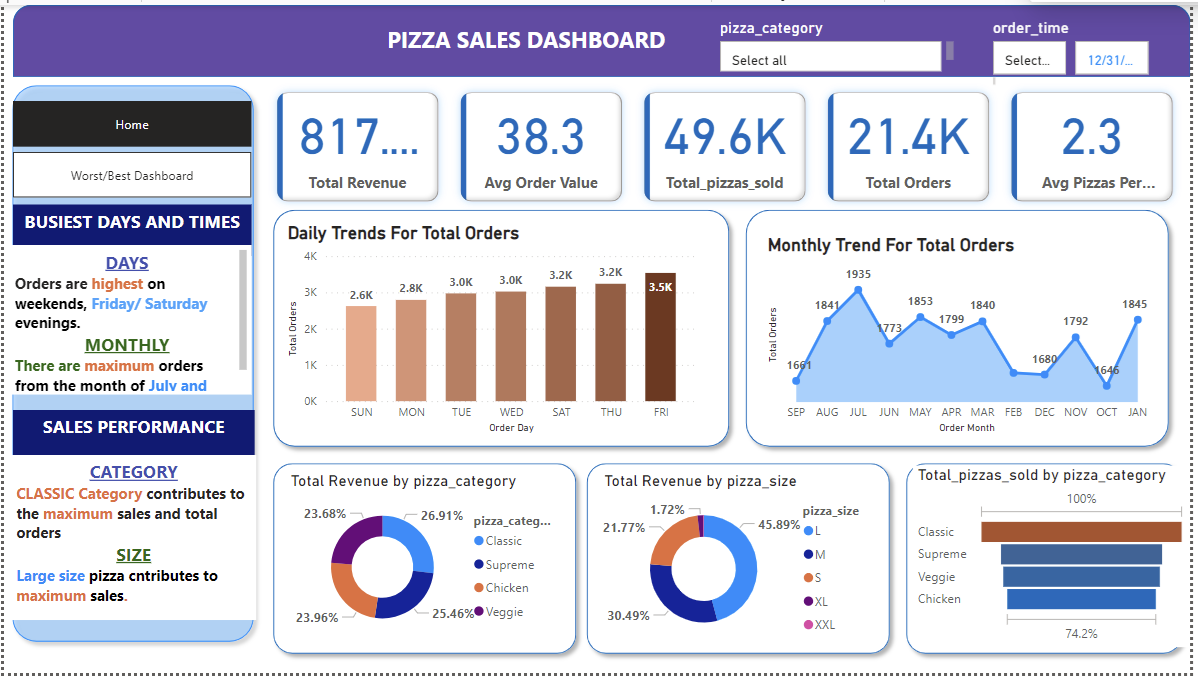 PIZZA SALES DASHBOARD
pizza_category
Select all
order_time
Select...
12/31/...
Home
Worst/Best Dashboard
BUSIEST DAYS AND TIMES
DAYS
Orders are highest on
weekends, Friday/ Saturday
evenings.
MONTHLY
There are maximum orders
from the month of July and
SALES PERFORMANCE
CATEGORY
CLASSIC Category contributes to
the maximum sales and total
orders
SIZE
Large size pizza cntributes to
maximum sales.
817....
Total Revenue
38.3
Avg Order Value
49.6K
Total_pizzas_sold
21.4K
Total Orders
2.3
Avg Pizzas Per...
Daily Trends For Total Orders
Total Orders
4K
3K
2K
1K
0K
2.6K
2.8K
3.0K
3.0K
3.2K
3.2K
3.5K
SUN MON TUE WED SAT THU FRI
Order Day
Monthly Trend For Total Orders
Total Orders
1661
1841
1935
1773
1853
1799
1840
1680
1792
1646
1845
SEP AUG JUL JUN MAY APR MAR FEB DEC NOV OCT JAN
Order Month
Total Revenue by pizza_category
23.68%
26.91%
23.96%
25.46%
pizza_categ...
Classic
Supreme
Chicken
Veggie
Total Revenue by pizza_size
1.72%
21.77%
45.89%
30.49%
pizza_size
L
M
S
XL
XXL
Total_pizzas_sold by pizza_category
100%
Classic
Supreme
Veggie
Chicken
74.2%